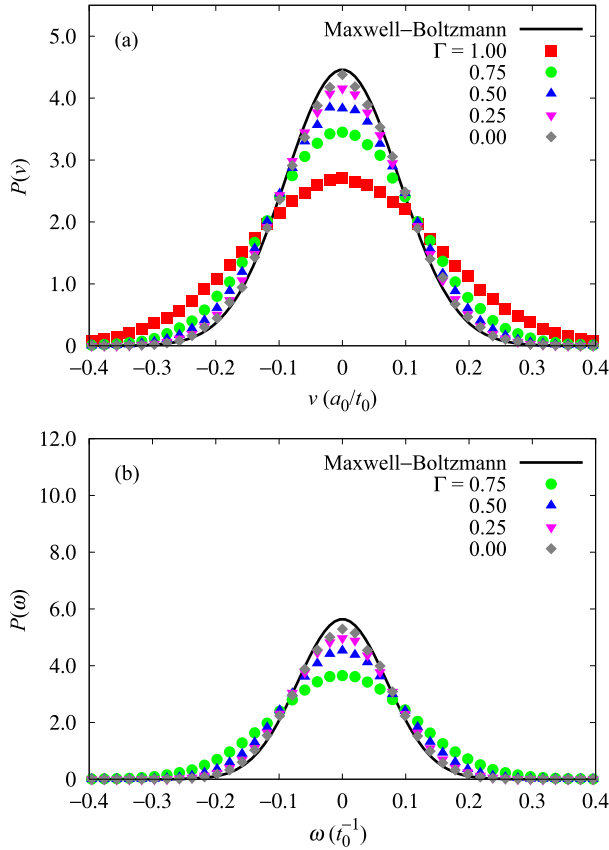 (a)
Maxwell−Boltzmann
Γ = 1.00
0.75
0.50
0.25
0.00
5.0
4.0
3.0
2.0
1.0
0
P(v)
−0.4 −0.3 −0.2 −0.1 0 0.1 0.2 0.3 0.4
v (a₀/t₀)
(b)
Maxwell−Boltzmann
Γ = 0.75
0.50
0.25
0.00
12.0
10.0
8.0
6.0
4.0
2.0
0
P(ω)
−0.4 −0.3 −0.2 −0.1 0 0.1 0.2 0.3 0.4
ω (t₀⁻¹)